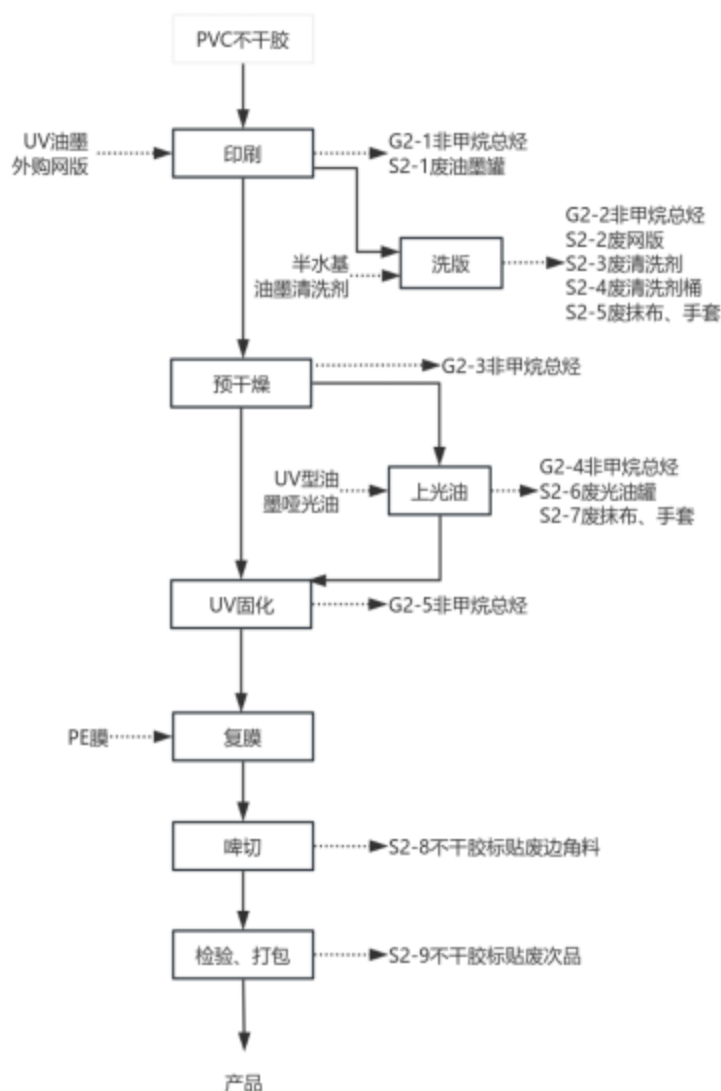 PVC不干胶
UV油墨
外购网版
印刷
G2-1非甲烷总烃
S2-1废油墨罐
半水基
油墨清洗剂
洗版
G2-2非甲烷总烃
S2-2废网版
S2-3废清洗剂
S2-4废清洗剂桶
S2-5废抹布、手套
预干燥
G2-3非甲烷总烃
UV型油
墨哑光油
上光油
G2-4非甲烷总烃
S2-6废光油罐
S2-7废抹布、手套
UV固化
G2-5非甲烷总烃
PE膜
复膜
啤切
S2-8不干胶标贴废边角料
检验、打包
S2-9不干胶标贴废次品
产品